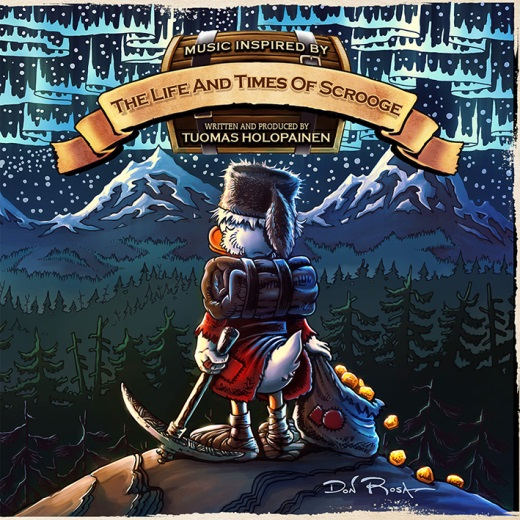 MUSIC INSPIRED BY
THE LIFE AND TIMES OF SCROOGE
WRITTEN AND PRODUCED BY
TUOMAS HOLOPAINEN
DON ROSA